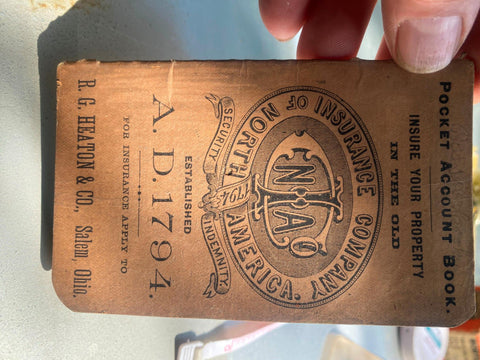 POCKET ACCOUNT BOOK.
INSURE YOUR PROPERTY
IN THE OLD
INSURANCE COMPANY
OF NORTH AMERICA.
INACo
SECURITY 1794 INDEMNITY.
ESTABLISHED
A. D. 1794.
FOR INSURANCE APPLY TO
R. G. HEATON & CO., Salem, Ohio.